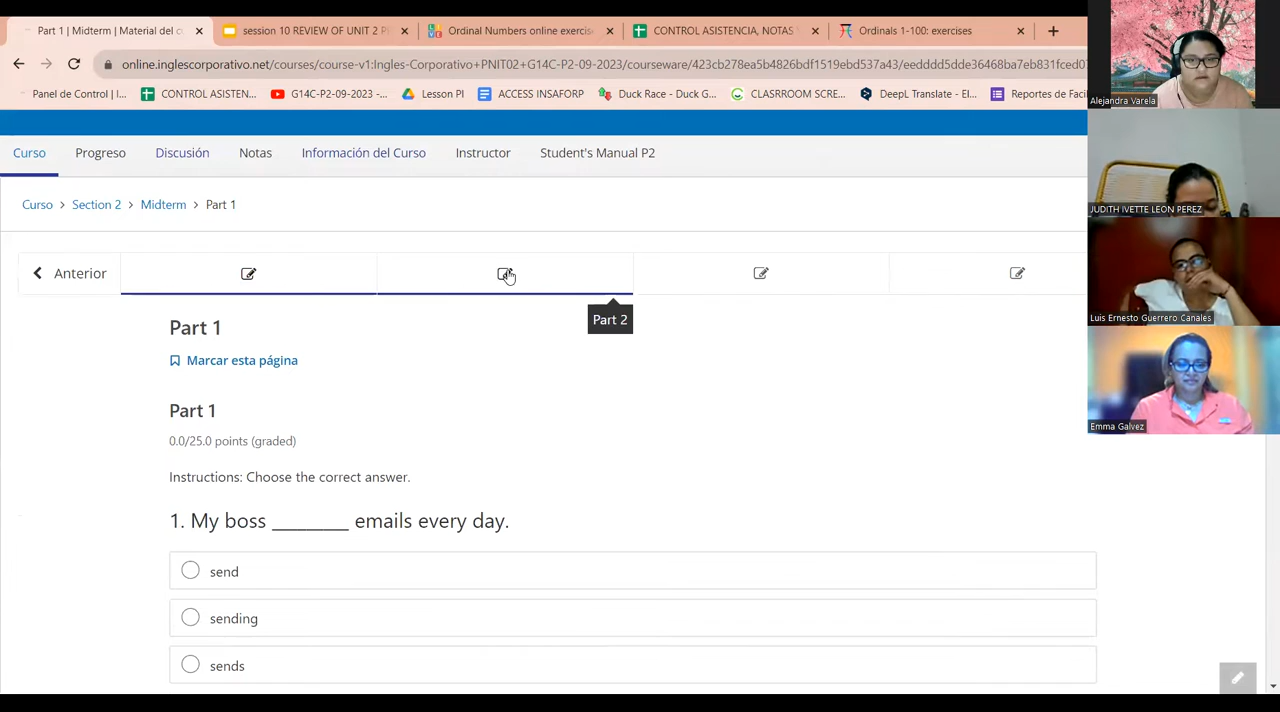 Part 1 | Midterm | Material del c
session 10 REVIEW OF UNIT 2 P
Ordinal Numbers online exercis
CONTROL ASISTENCIA, NOTAS
Ordinals 1-100: exercises
online.inglescorporativo.net/courses/course-v1:Ingles-Corporativo+PNIT02+G14C-P2-09-2023/courseware/423cb278ea5b4826bdf1519ebd537a43/eedddd5dde36468ba7eb831fced07
Panel de Control | I...
CONTROL ASISTEN...
G14C-P2-09-2023 -...
Lesson PI
ACCESS INSAFORP
Duck Race - Duck G...
CLASRROOM SCRE...
DeepL Translate - El...
Reportes de Facil
Curso
Progreso
Discusión
Notas
Información del Curso
Instructor
Student's Manual P2
Curso > Section 2 > Midterm > Part 1
Anterior
Part 2
Part 1
Marcar esta página
Part 1
0.0/25.0 points (graded)
Instructions: Choose the correct answer.
1. My boss ________ emails every day.
send
sending
sends
Alejandra Varela
JUDITH IVETTE LEON PEREZ
Luis Ernesto Guerrero Canales
Emma Galvez